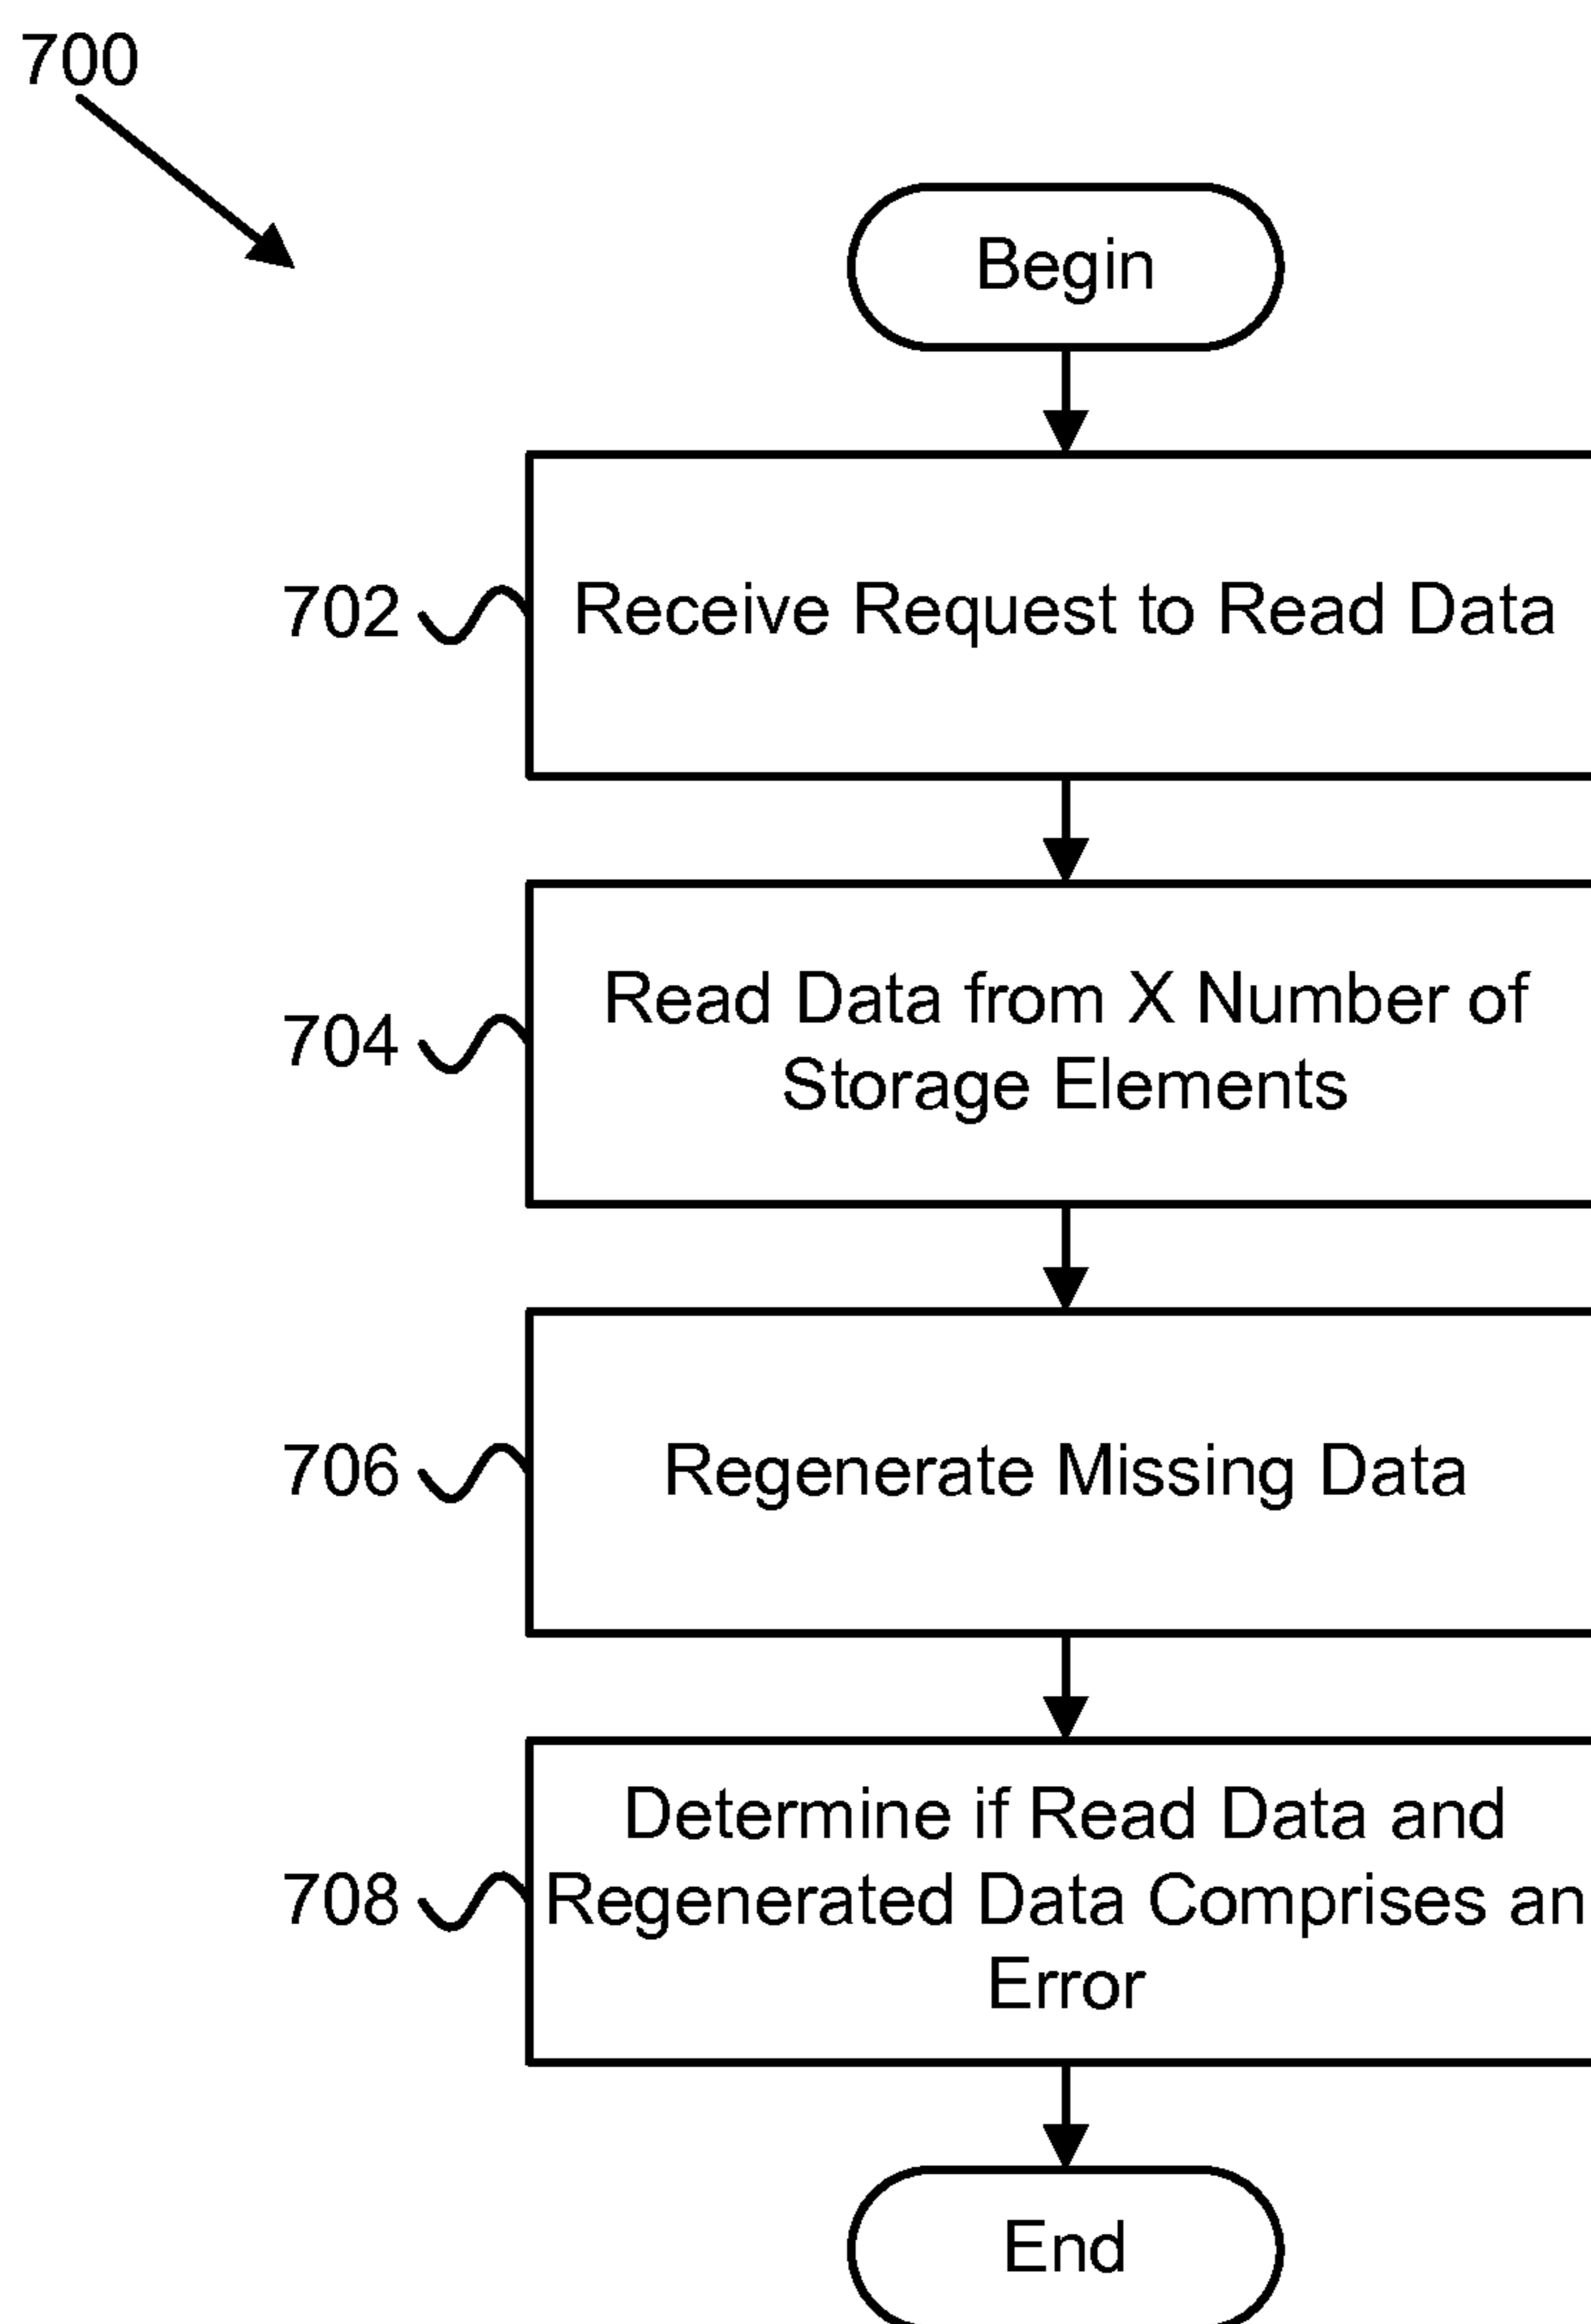 700
Begin
702
Receive Request to Read Data
704
Read Data from X Number of
Storage Elements
706
Regenerate Missing Data
708
Determine if Read Data and
Regenerated Data Comprises an
Error
End